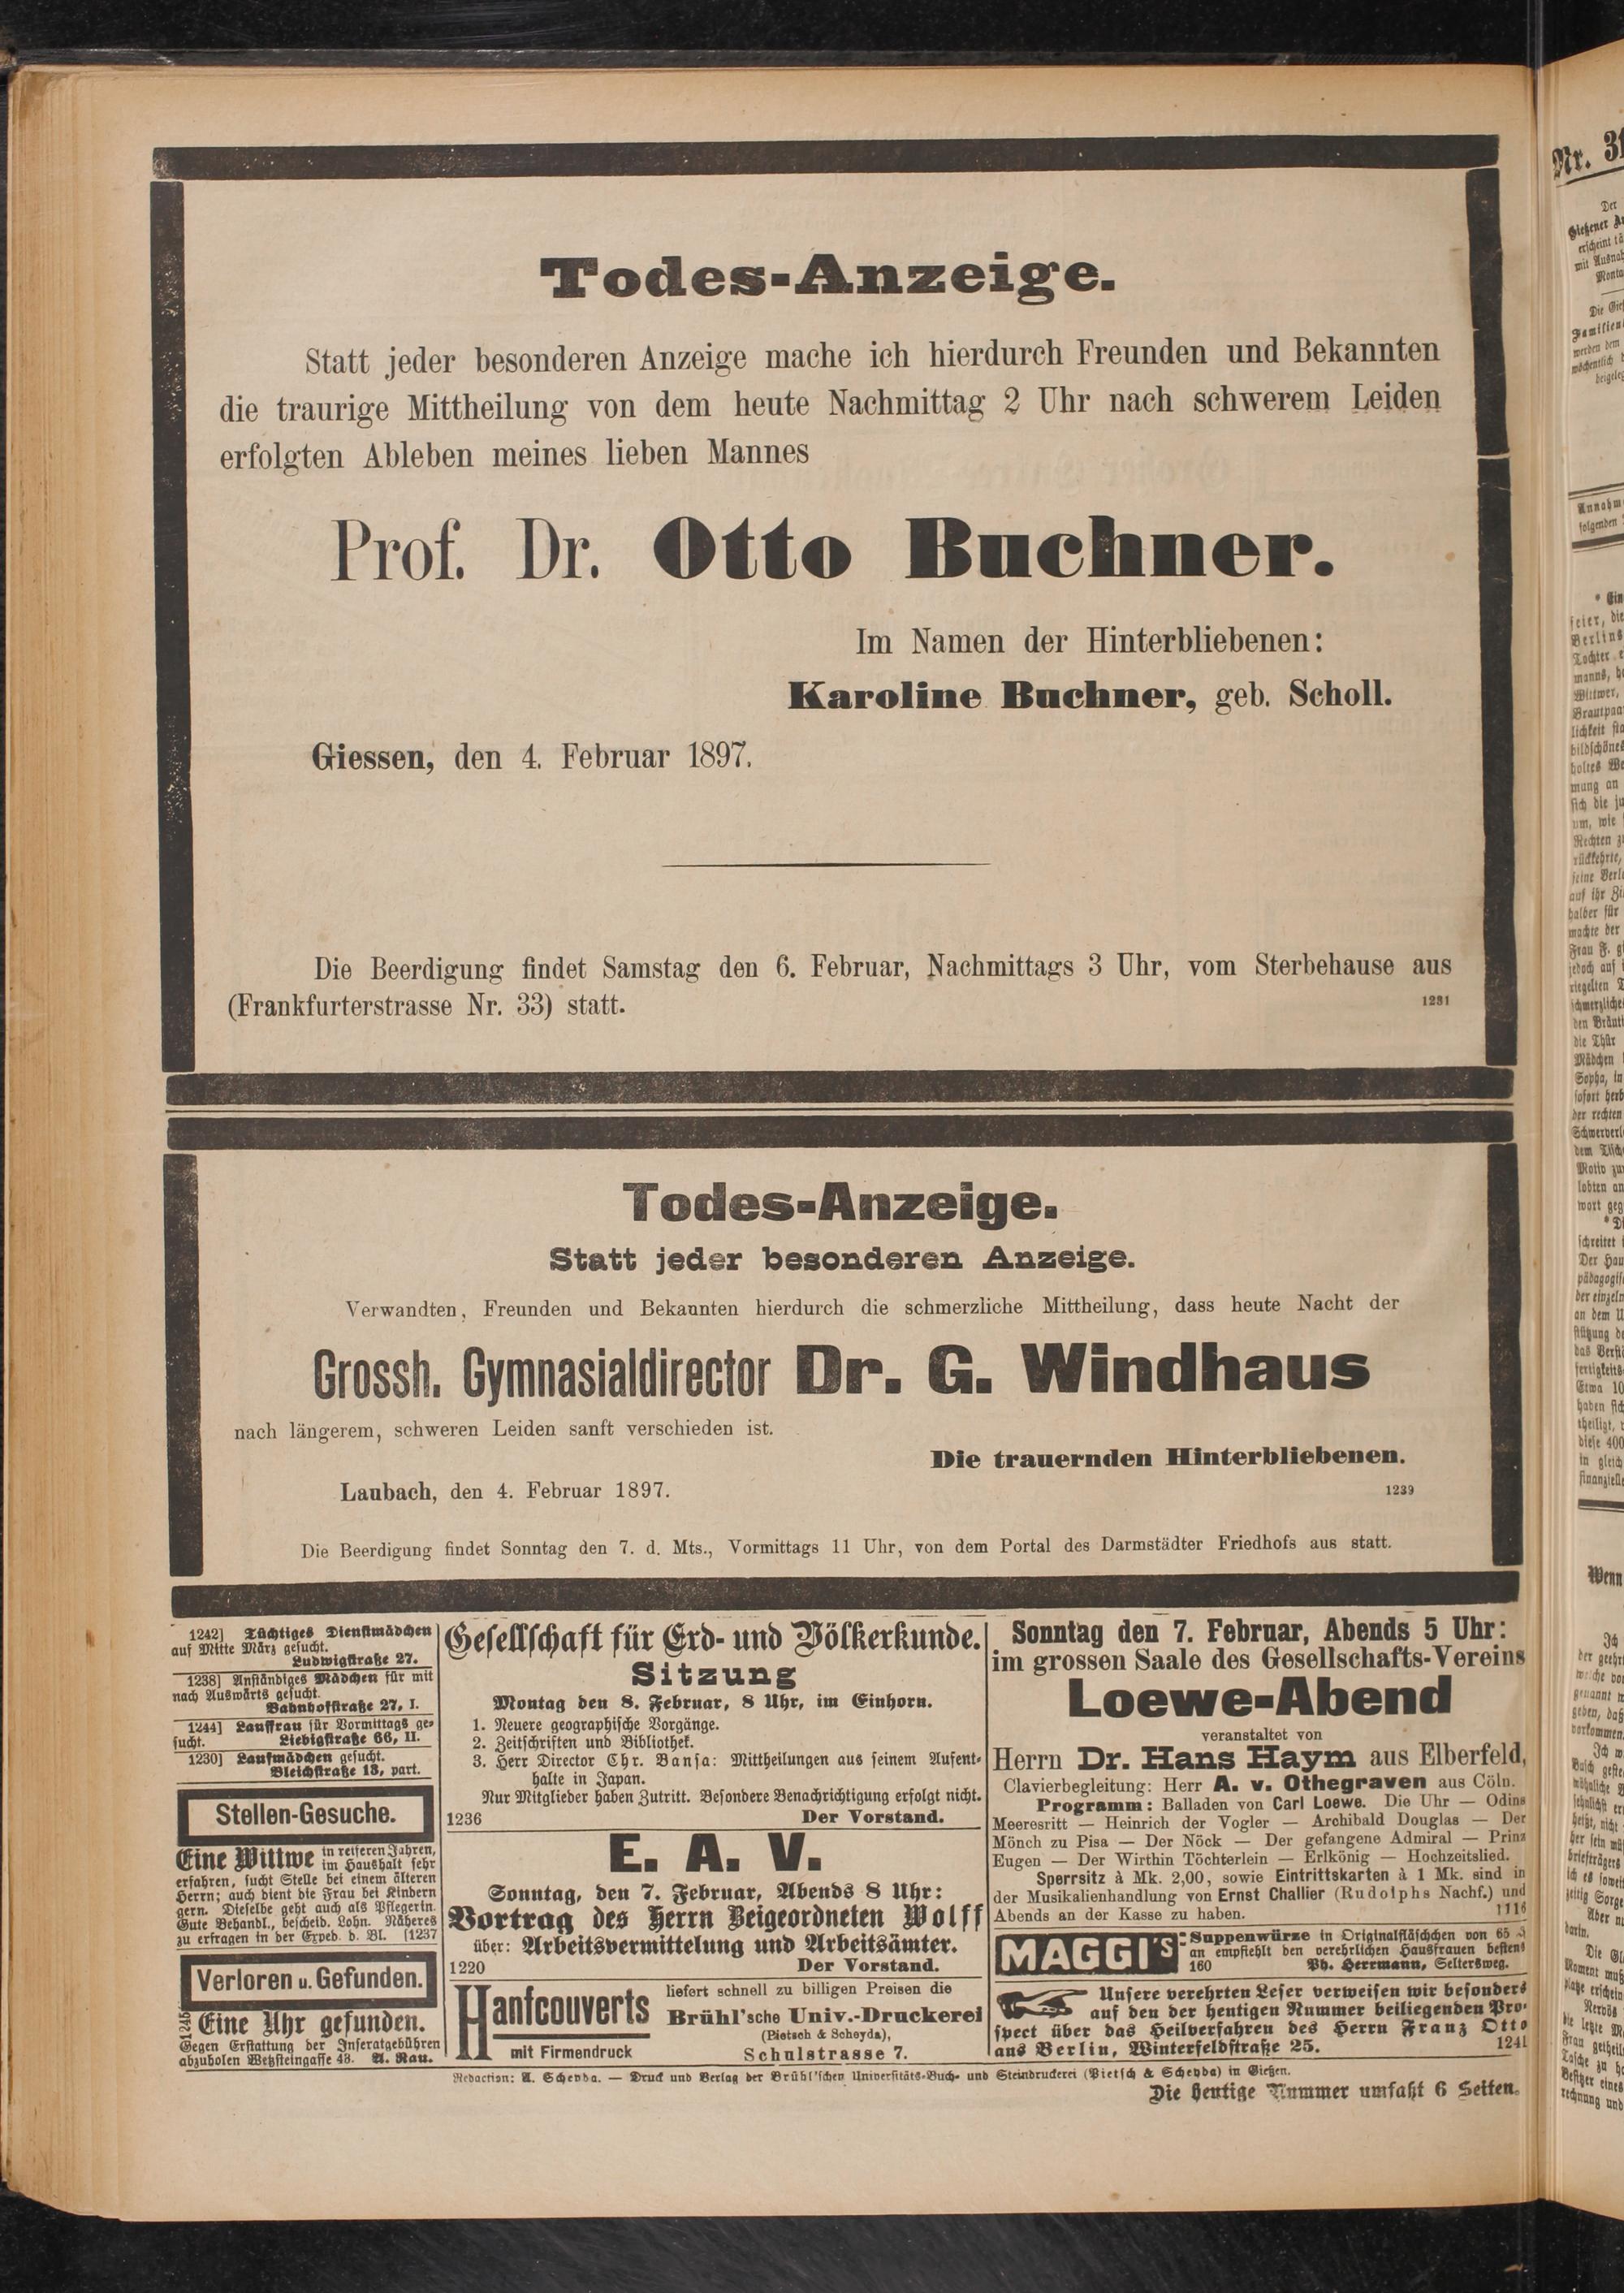 Todes-Anzeige.
Statt jeder besonderen Anzeige mache ich hierdurch Freunden und Bekannten
die traurige Mittheilung von dem heute Nachmittag 2 Uhr nach schwerem Leiden
erfolgten Ableben meines lieben Mannes
Prof. Dr. Otto Buchner.
Im Namen der Hinterbliebenen:
Karoline Buchner, geb. Scholl.
Giessen, den 4. Februar 1897.
Die Beerdigung findet Samstag den 6. Februar, Nachmittags 3 Uhr, vom Sterbehause aus
(Frankfurterstrasse Nr. 33) statt.
1231
Todes-Anzeige.
Statt jeder besonderen Anzeige.
Verwandten, Freunden und Bekannten hierdurch die schmerzliche Mittheilung, dass heute Nacht der
Grossh. Gymnasialdirector Dr. G. Windhaus
nach längerem, schweren Leiden sanft verschieden ist.
Die trauernden Hinterbliebenen.
Laubach, den 4. Februar 1897.
1239
Die Beerdigung findet Sonntag den 7. d. Mts., Vormittags 11 Uhr, von dem Portal des Darmstädter Friedhofs aus statt.
1242] Tüchtiges Dienstmädchen
auf Mitte März gesucht.
Ludwigstraße 27.
1238] Anständiges Mädchen für mit
nach Auswärts gesucht.
Bahnhofstraße 27, I.
1244] Lauffrau für Vormittags ge-
sucht. Liebigstraße 66, II.
1230] Laufmädchen gesucht.
Bleichstraße 13, part.
Stellen-Gesuche.
Eine Wittwe in reiferen Jahren,
im Haushalt sehr
erfahren, sucht Stelle bei einem älteren
Herrn; auch dient die Frau bei Kindern
gern. Dieselbe geht auch als Pflegerin.
Gute Behandl., bescheid. Lohn. Näheres
zu erfragen in der Exped. d. Bl. [1237
Verloren u. Gefunden.
Eine Uhr gefunden.
Gegen Erstattung der Inseratgebühren
abzuholen Wetzsteingasse 43. A. Rau.
Gesellschaft für Erd- und Völkerkunde.
Sitzung
Montag den 8. Februar, 8 Uhr, im Einhorn.
1. Neuere geographische Vorgänge.
2. Zeitschriften und Bibliothek.
3. Herr Director Chr. Bansa: Mittheilungen aus seinem Aufent-
halte in Japan.
Nur Mitglieder haben Zutritt. Besondere Benachrichtigung erfolgt nicht.
1236 Der Vorstand.
E. A. V.
Sonntag, den 7. Februar, Abends 8 Uhr:
Vortrag des Herrn Beigeordneten Wolff
über: Arbeitsvermittelung und Arbeitsämter.
1220 Der Vorstand.
Hanfcouverts
mit Firmendruck
liefert schnell zu billigen Preisen die
Brühl'sche Univ.-Druckerei
(Pietsch & Scheyda),
Schulstrasse 7.
Sonntag den 7. Februar, Abends 5 Uhr:
im grossen Saale des Gesellschafts-Vereins
Loewe-Abend
veranstaltet von
Herrn Dr. Hans Haym aus Elberfeld,
Clavierbegleitung: Herr A. v. Othegraven aus Cöln.
Programm: Balladen von Carl Loewe. Die Uhr — Odins
Meeresritt — Heinrich der Vogler — Archibald Douglas — Der
Mönch zu Pisa — Der Nöck — Der gefangene Admiral — Prinz
Eugen — Der Wirthin Töchterlein — Erlkönig — Hochzeitslied.
Sperrsitz à Mk. 2,00, sowie Eintrittskarten à 1 Mk. sind in
der Musikalienhandlung von Ernst Challier (Rudolphs Nachf.) und
Abends an der Kasse zu haben. 1116
MAGGI'S
Suppenwürze in Originalfläschchen von 65
an empfiehlt den verehrlichen Hausfrauen bestens
160 Ph. Herrmann, Seltersweg.
Unsere verehrten Leser verweisen wir besonders
auf den der heutigen Nummer beiliegenden Pro-
spect über das Heilverfahren des Herrn Franz Otto
aus Berlin, Winterfeldstraße 25. 1241
Redaction: A. Scheyda. — Druck und Verlag der Brühl'schen Universitäts-Buch- und Steindruckerei (Pietsch & Scheyda) in Gießen.
Die heutige Nummer umfaßt 6 Seiten.
Nr. 31